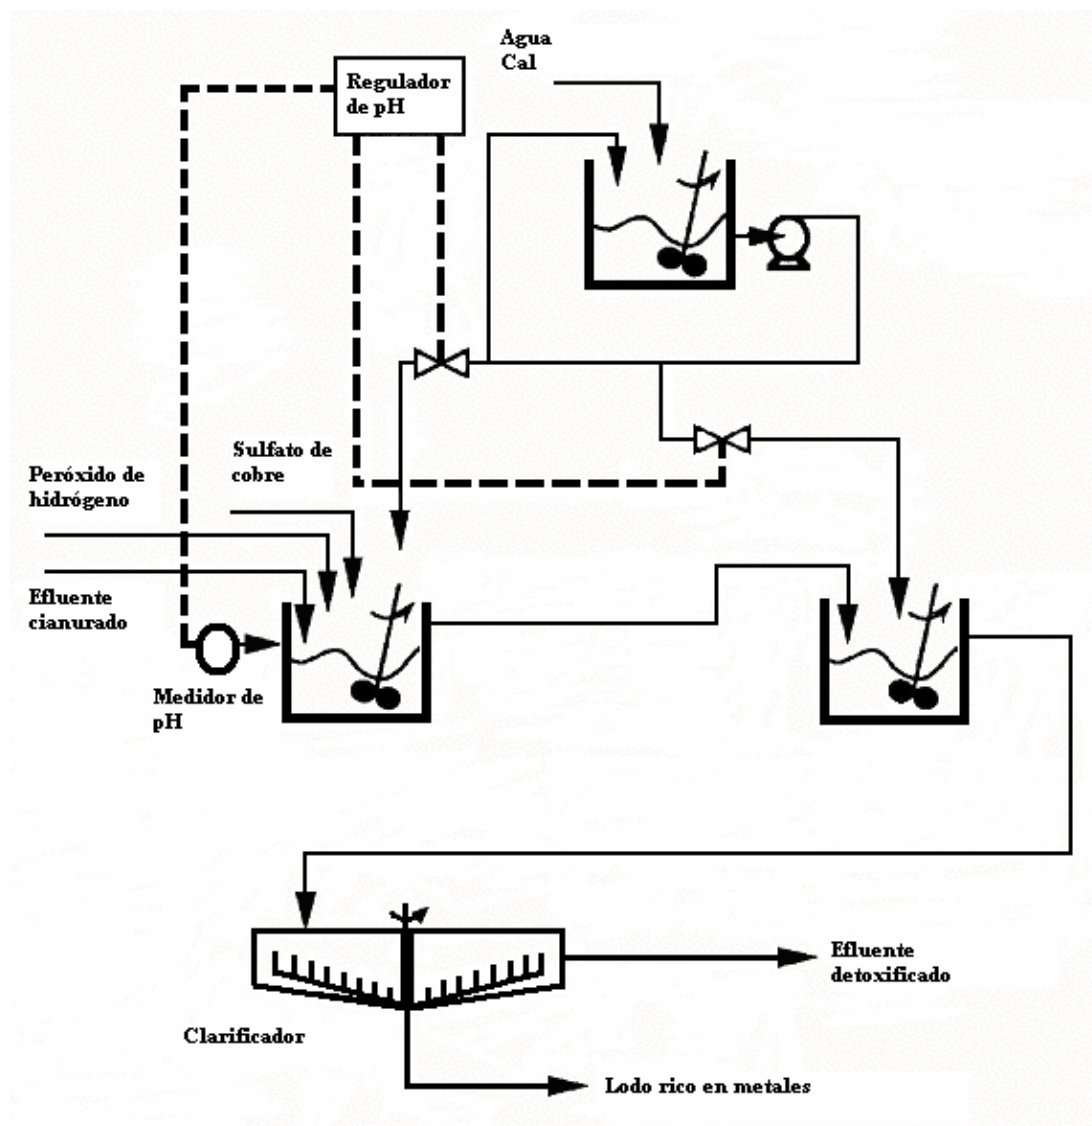 Agua
Cal
Regulador
de pH
Sulfato de
cobre
Peróxido de
hidrógeno
Efluente
cianurado
Medidor de
pH
Efluente
detoxificado
Clarificador
Lodo rico en metales